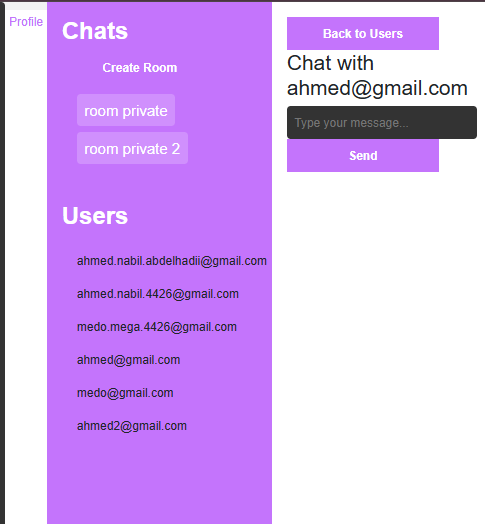 Profile
Chats
Create Room
room private
room private 2
Users
ahmed.nabil.abdelhadii@gmail.com
ahmed.nabil.4426@gmail.com
medo.mega.4426@gmail.com
ahmed@gmail.com
medo@gmail.com
ahmed2@gmail.com
Back to Users
Chat with
ahmed@gmail.com
Type your message...
Send